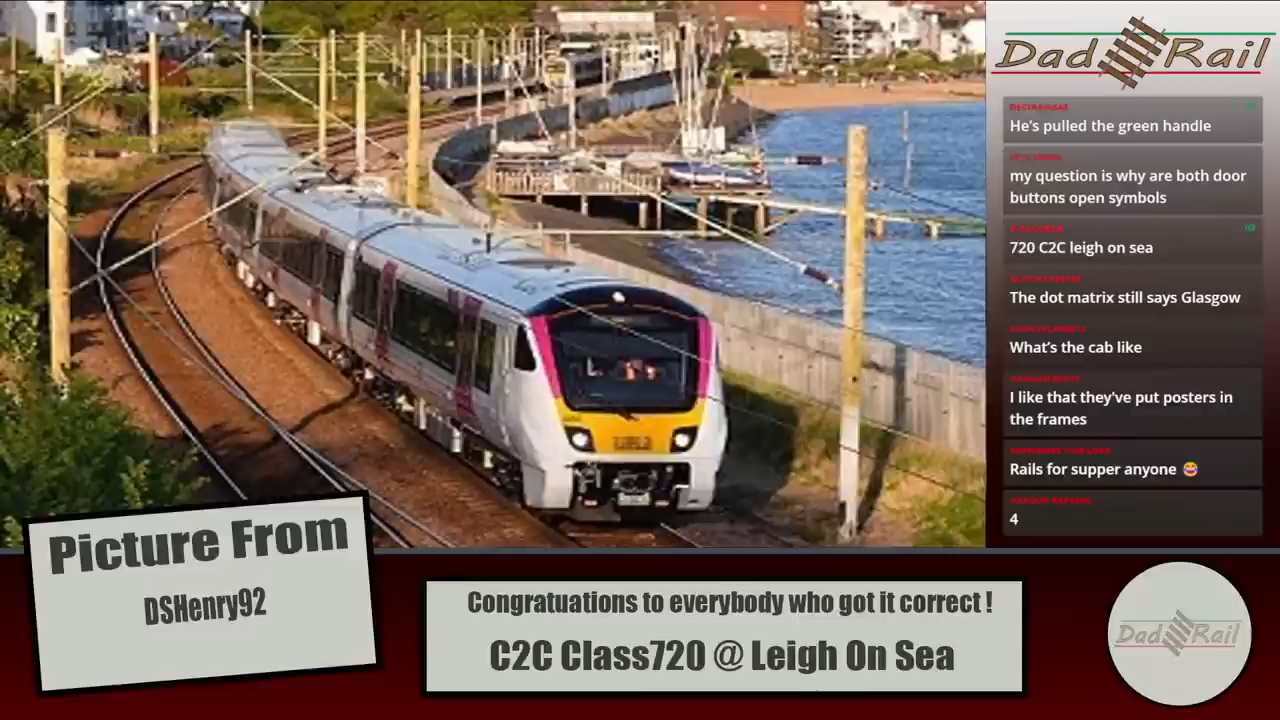 Dad Rail
He's pulled the green handle
my question is why are both door
buttons open symbols
720 C2C leigh on sea
The dot matrix still says Glasgow
What's the cab like
I like that they've put posters in
the frames
Rails for supper anyone 😂
4
Picture From
DSHenry92
Congratuations to everybody who got it correct !
C2C Class720 @ Leigh On Sea
Dad Rail